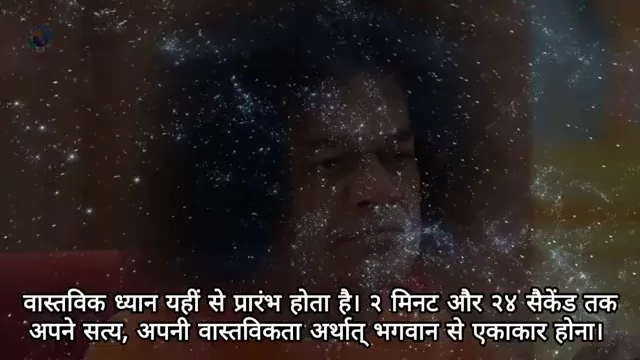 वास्तविक ध्यान यहीं से प्रारंभ होता है। २ मिनट और २४ सैकेंड तक
अपने सत्य, अपनी वास्तविकता अर्थात् भगवान से एकाकार होना।